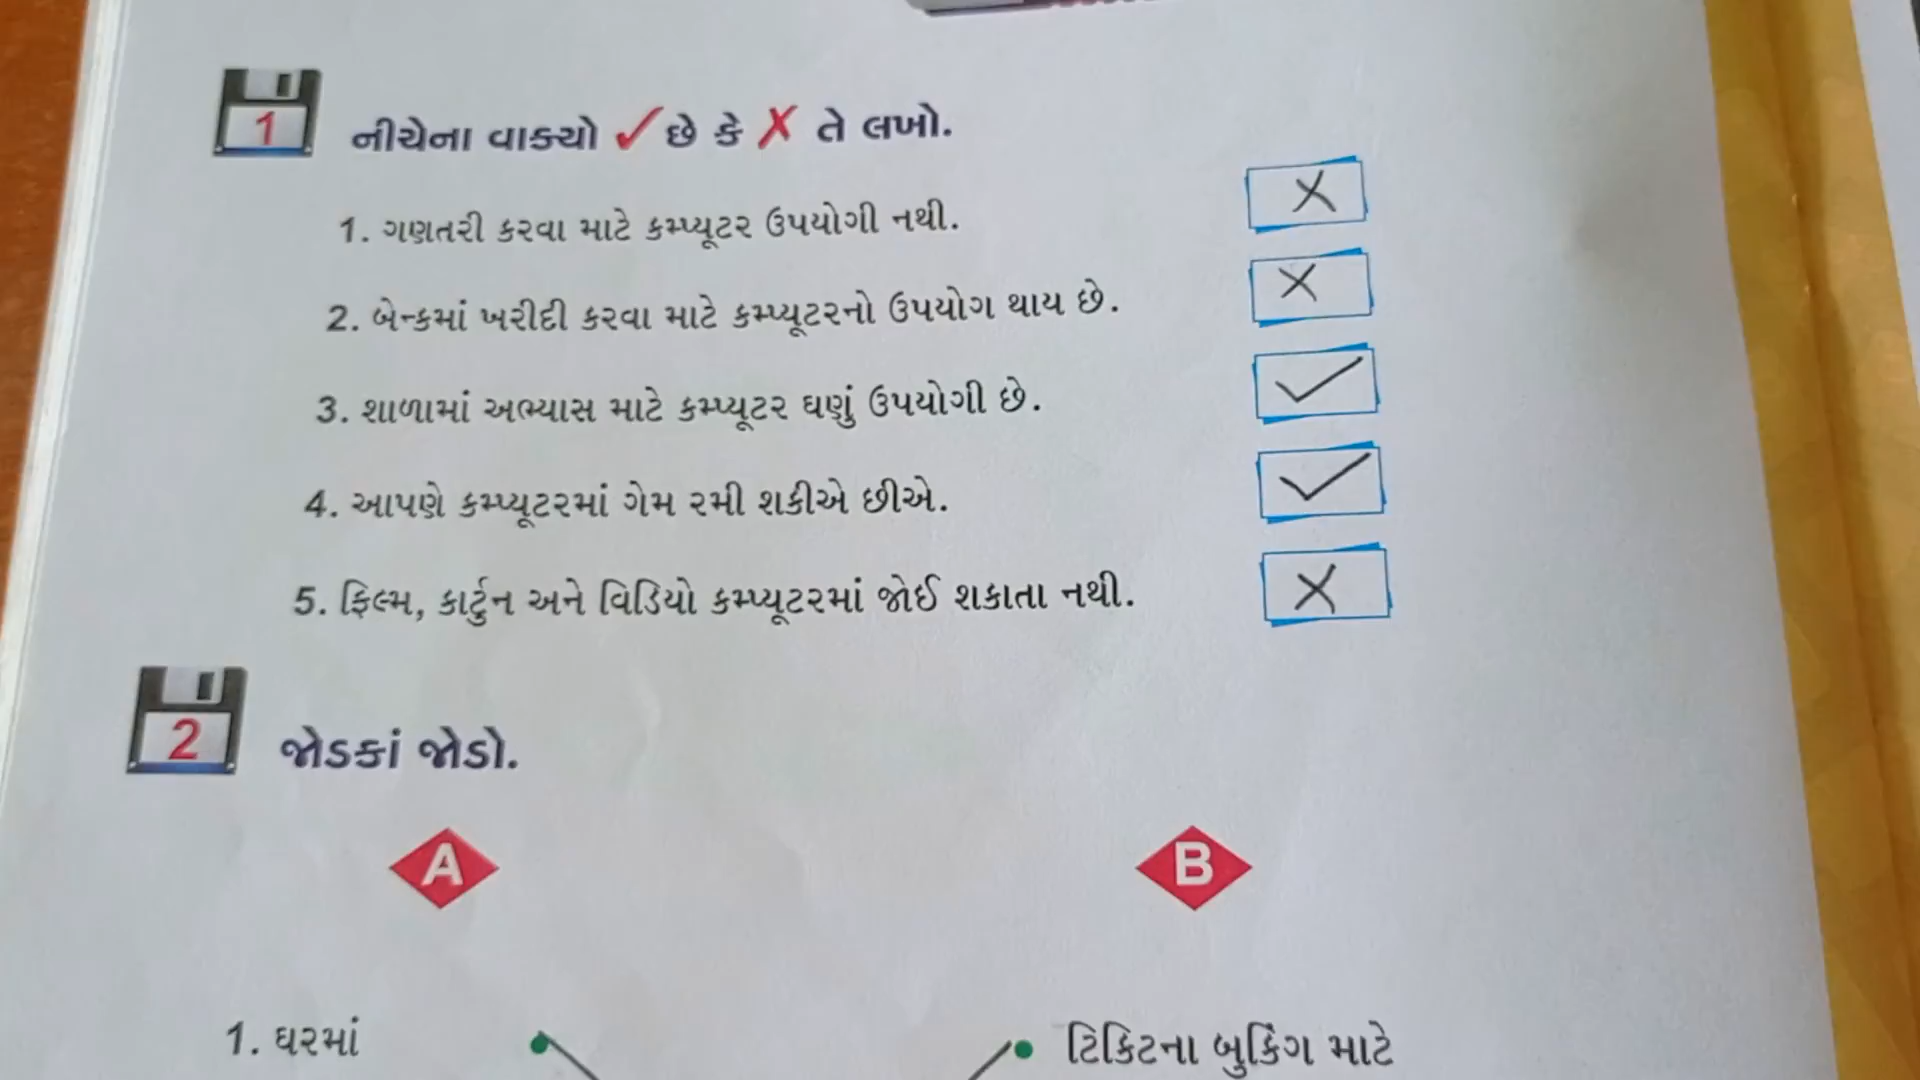 1 નીચેના વાક્યો ✓ છે કે ✗ તે લખો.
1. ગણતરી કરવા માટે કમ્પ્યૂટર ઉપયોગી નથી. ✗
2. બેન્કમાં ખરીદી કરવા માટે કમ્પ્યૂટરનો ઉપયોગ થાય છે. ✗
3. શાળામાં અભ્યાસ માટે કમ્પ્યૂટર ઘણું ઉપયોગી છે. ✓
4. આપણે કમ્પ્યૂટરમાં ગેમ રમી શકીએ છીએ. ✓
5. ફિલ્મ, કાર્ટુન અને વિડિયો કમ્પ્યૂટરમાં જોઈ શકાતા નથી. ✗
2 જોડકાં જોડો.
A B
1. ઘરમાં ટિકિટના બુકિંગ માટે